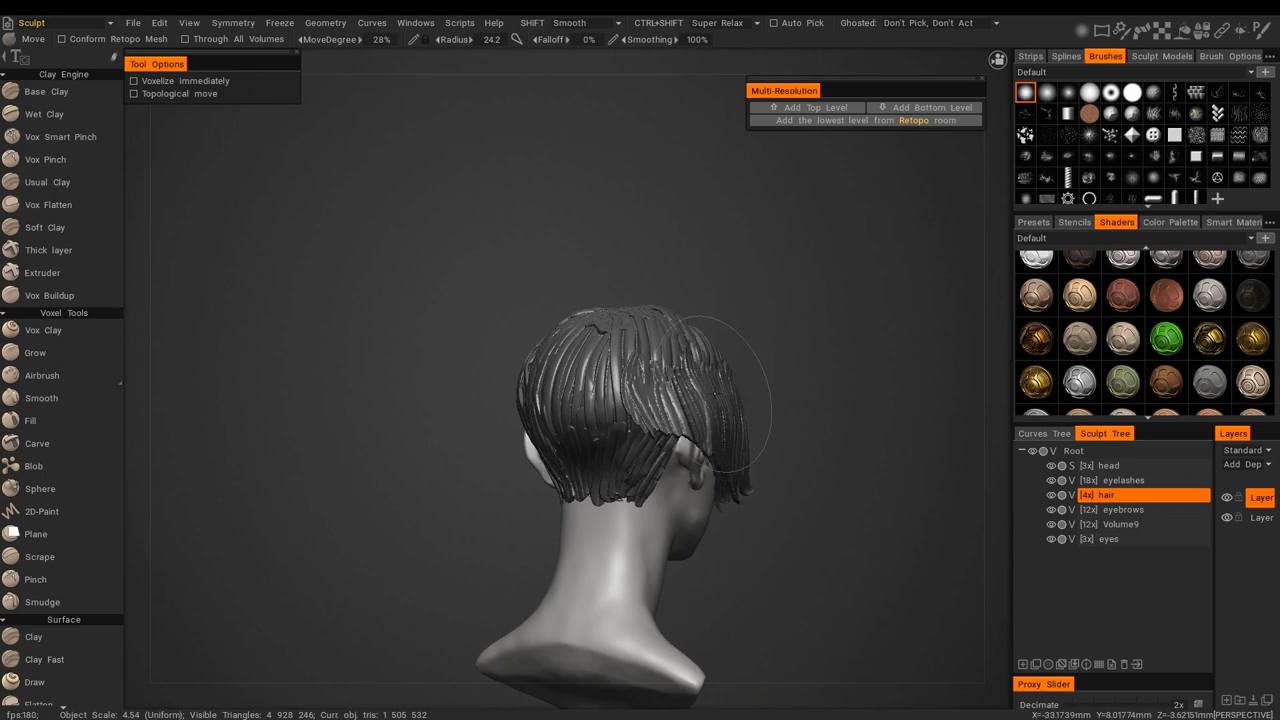 Sculpt File Edit View Symmetry Freeze Geometry Curves Windows Scripts Help SHIFT Smooth CTRL+SHIFT Super Relax Auto Pick Ghosted: Don't Pick, Don't Act
Move Conform Retopo Mesh Through All Volumes MoveDegree 28% Radius 24.2 Falloff 0% Smoothing 100%
Clay Engine
Base Clay
Wet Clay
Vox Smart Pinch
Vox Pinch
Usual Clay
Vox Flatten
Soft Clay
Thick layer
Extruder
Vox Buildup
Voxel Tools
Vox Clay
Grow
Airbrush
Smooth
Fill
Carve
Blob
Sphere
2D-Paint
Plane
Scrape
Pinch
Smudge
Surface
Clay
Clay Fast
Draw
Tool Options
Voxelize immediately
Topological move
Multi-Resolution
Add Top Level Add Bottom Level
Add the lowest level from Retopo room
Strips Splines Brushes Sculpt Models Brush Options
Default
Presets Stencils Shaders Color Palette Smart Materi
Default
Curves Tree Sculpt Tree
Root
S [3x] head
V [18x] eyelashes
V [4x] hair
V [12x] eyebrows
V [12x] Volume9
V [3x] eyes
Layers
Standard
Add Dep
Layer
Layer
Proxy Slider
Decimate 2x
fps:180; Object Scale: 4.54 (Uniform); Visible Triangles: 4 928 246; Curr. obj. tris: 1 505 532 X=-33.1739mm Y=8.01774mm Z=-3.62151mm [PERSPECTIVE]